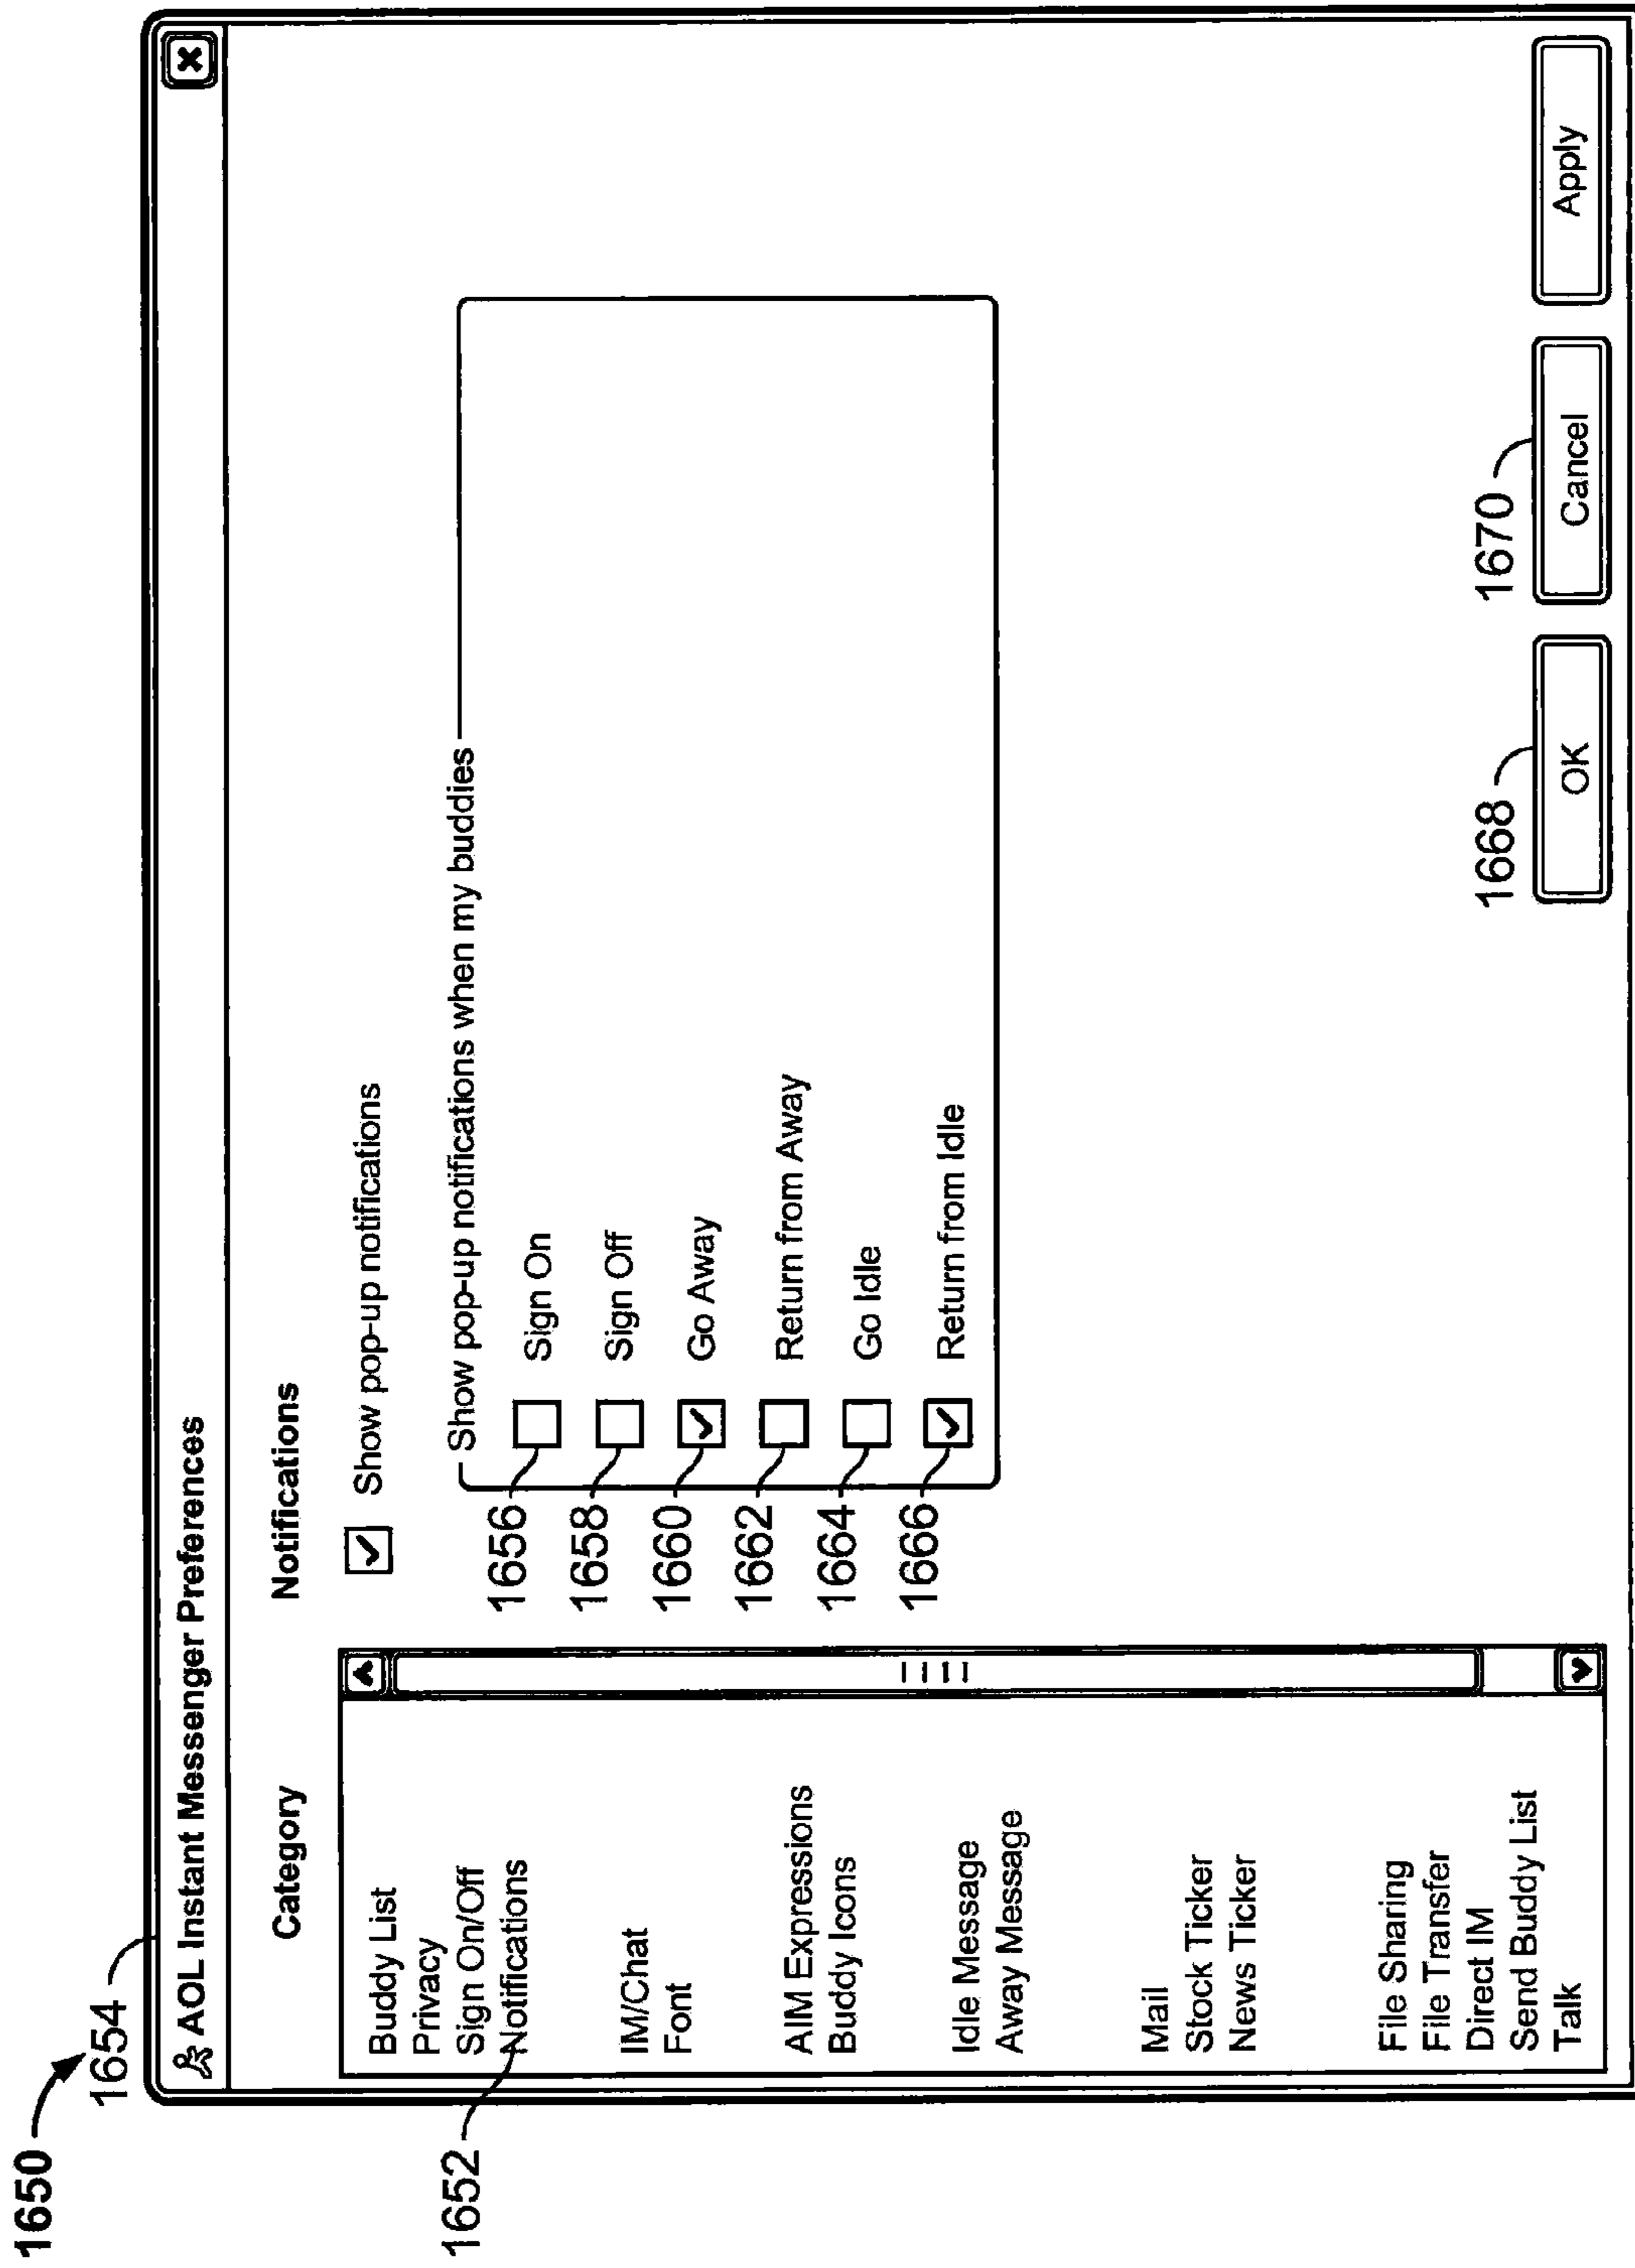 1650
1654
AOL Instant Messenger Preferences
Category
Notifications
Buddy List
Privacy
Sign On/Off
Notifications
1652
IM/Chat
Font
AIM Expressions
Buddy Icons
Idle Message
Away Message
Mail
Stock Ticker
News Ticker
File Sharing
File Transfer
Direct IM
Send Buddy List
Talk
Show pop-up notifications
Show pop-up notifications when my buddies
1656 Sign On
1658 Sign Off
1660 Go Away
1662 Return from Away
1664 Go Idle
1666 Return from Idle
1668
1670
OK
Cancel
Apply